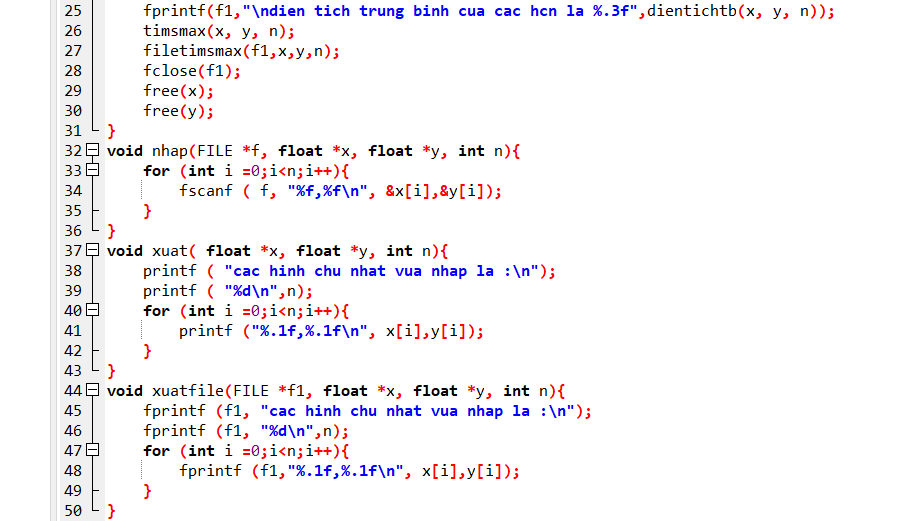 25 fprintf(f1,"\ndien tich trung binh cua cac hcn la %.3f",dientichtb(x, y, n));
26 timsmax(x, y, n);
27 filetimsmax(f1,x,y,n);
28 fclose(f1);
29 free(x);
30 free(y);
31 }
32 void nhap(FILE *f, float *x, float *y, int n){
33 for (int i =0;i<n;i++){
34 fscanf ( f, "%f,%f\n", &x[i],&y[i]);
35 }
36 }
37 void xuat( float *x, float *y, int n){
38 printf ( "cac hinh chu nhat vua nhap la :\n");
39 printf ( "%d\n",n);
40 for (int i =0;i<n;i++){
41 printf ("%.1f,%.1f\n", x[i],y[i]);
42 }
43 }
44 void xuatfile(FILE *f1, float *x, float *y, int n){
45 fprintf (f1, "cac hinh chu nhat vua nhap la :\n");
46 fprintf (f1, "%d\n",n);
47 for (int i =0;i<n;i++){
48 fprintf (f1,"%.1f,%.1f\n", x[i],y[i]);
49 }
50 }